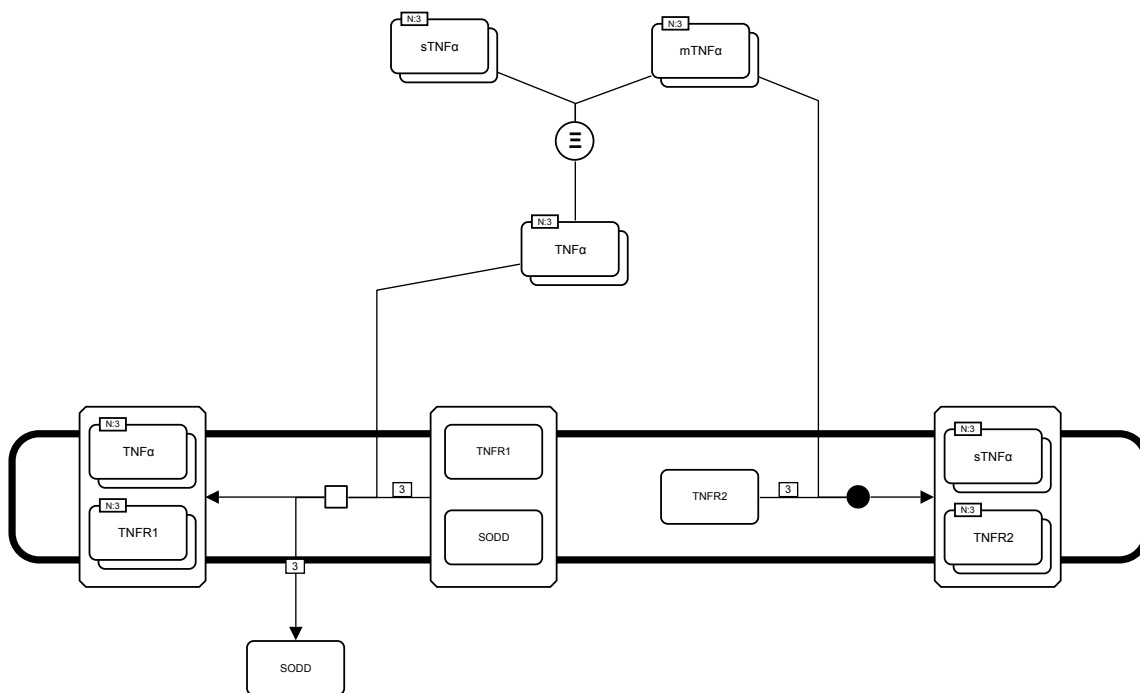 N:3
sTNFα
N:3
mTNFα
Ξ
N:3
TNFα
N:3
TNFα
N:3
TNFR1
3
TNFR1
SODD
TNFR2
3
N:3
sTNFα
N:3
TNFR2
3
SODD